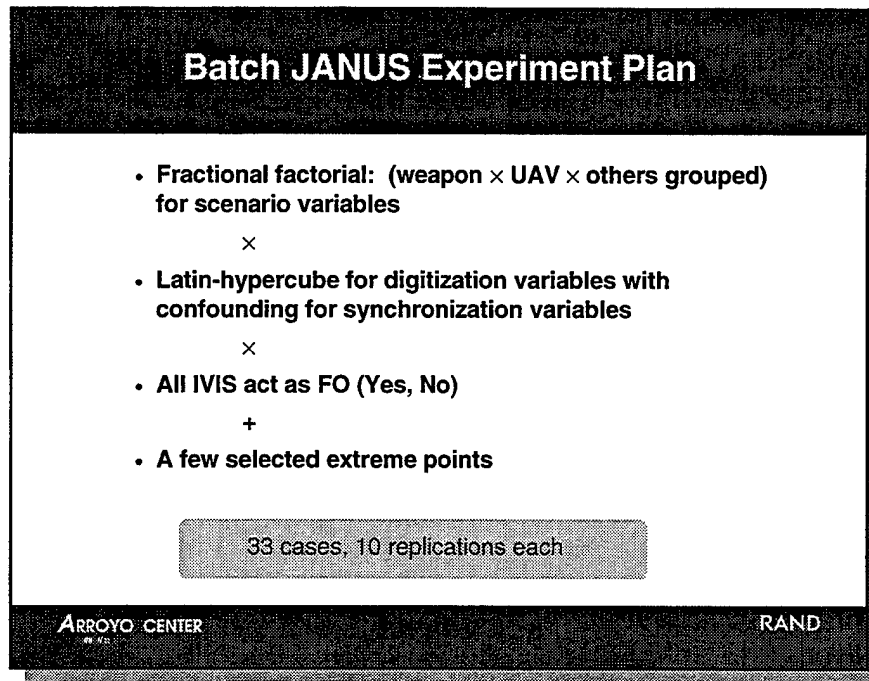 Batch JANUS Experiment Plan
• Fractional factorial: (weapon × UAV × others grouped)
for scenario variables
×
• Latin-hypercube for digitization variables with
confounding for synchronization variables
×
• All IVIS act as FO (Yes, No)
+
• A few selected extreme points
33 cases, 10 replications each
ARROYO CENTER
RAND